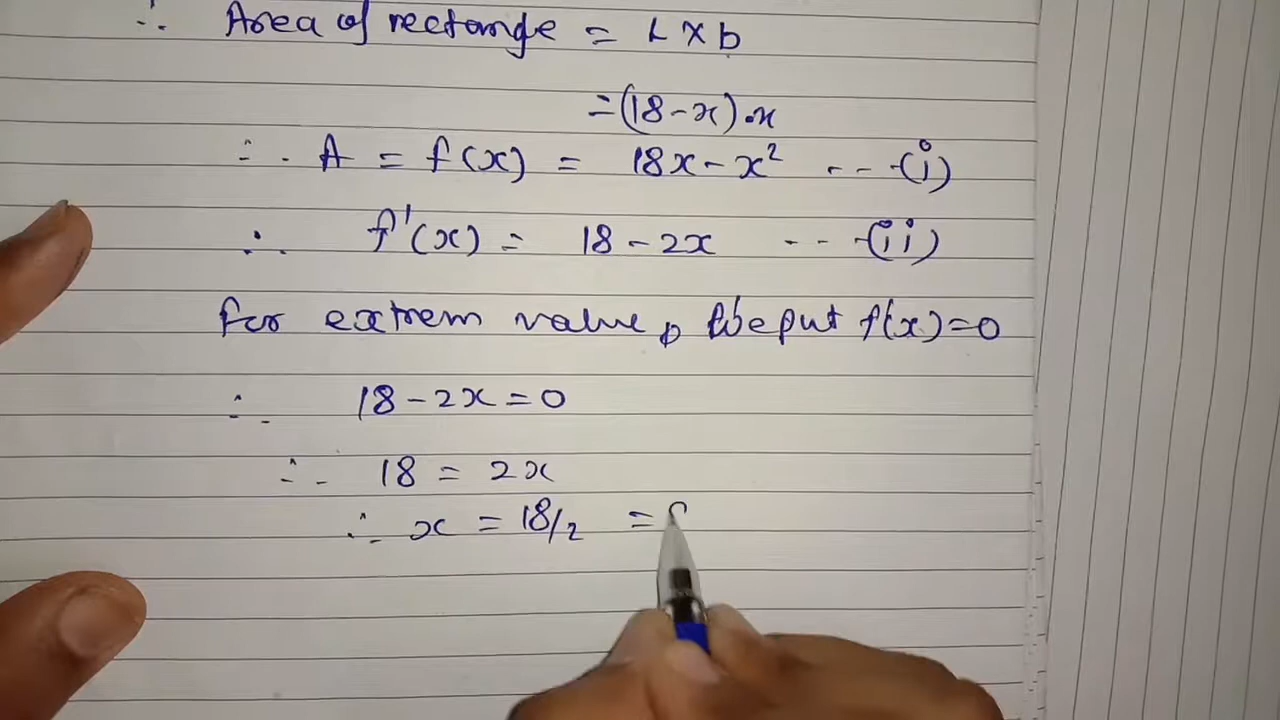 ∴ Area of rectangle = L × b
= (18 - x) . x
∴ A = f(x) = 18x - x² -- - (i)
∴ f'(x) = 18 - 2x -- - (ii)
for extrem value, We put f(x) = 0
∴ 18 - 2x = 0
∴ 18 = 2x
∴ x = 18/2 =